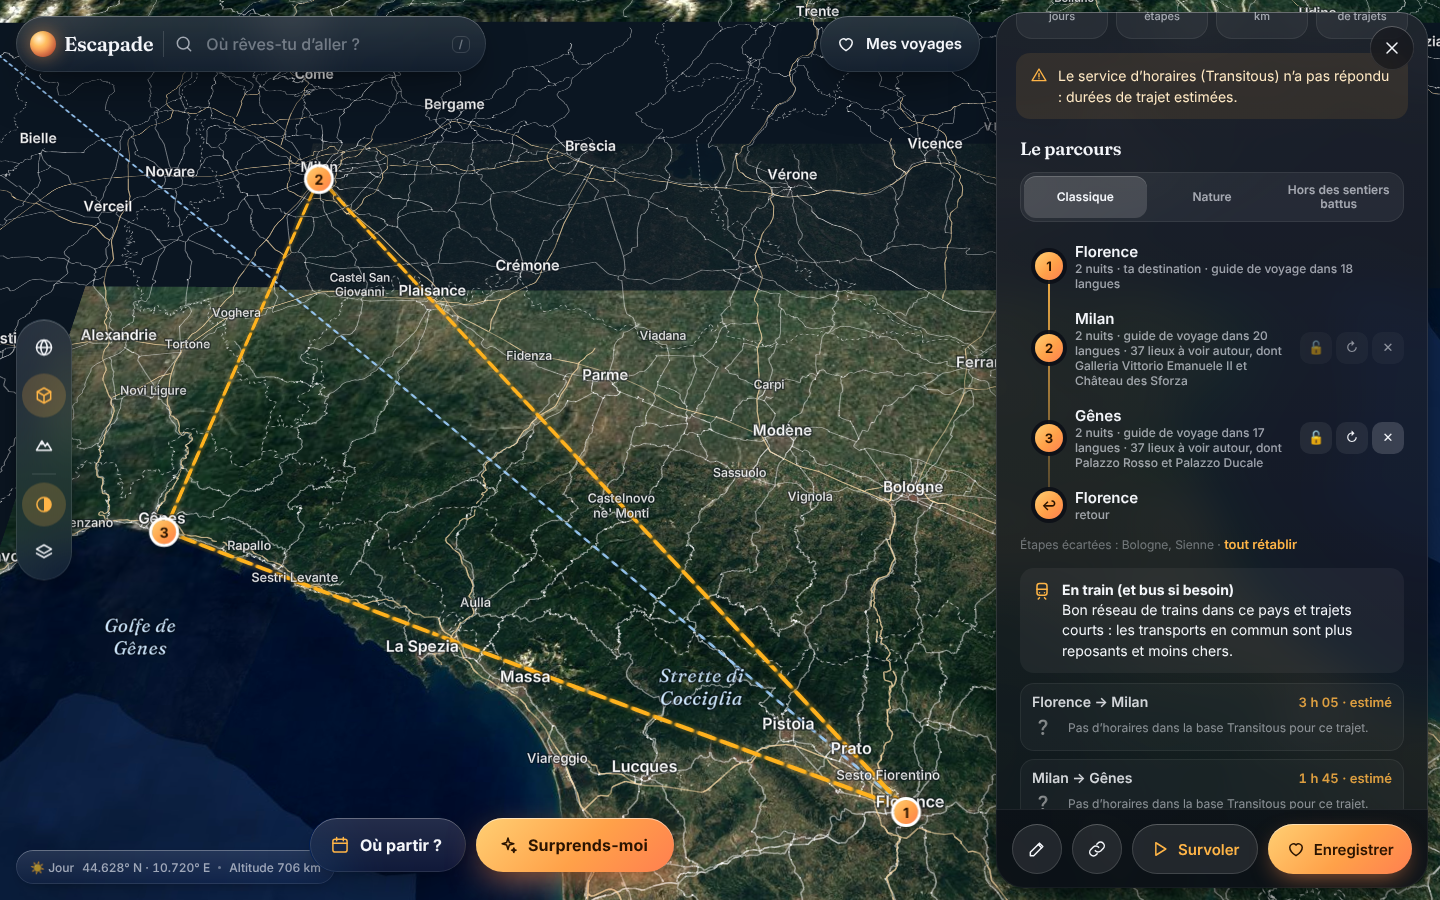 Trente
Escapade
Où rêves-tu d'aller ?
/
Mes voyages
Côme
Bergame
Bielle
Brescia
Novare
Milan
2
Vérone
Vicence
Verceil
Crémone
Castel San
Giovanni
Plaisance
Voghera
Alexandrie
Tortone
Viadana
Fidenza
Parme
Carpi
Novi Ligure
Modène
Sassuolo
Castelnovo
ne' Monti
Vignola
Bologne
Gênes
3
Rapallo
Sestri Levante
Aulla
Golfe de
Gênes
La Spezia
Massa
Strette di
Cocciglia
Pistoia
Prato
Viareggio
Lucques
Sesto Fiorentino
Florence
1
Où partir ?
Surprends-moi
Jour 44.628° N · 10.720° E • Altitude 706 km
jours
étapes
km
de trajets
Le service d'horaires (Transitous) n'a pas répondu
: durées de trajet estimées.
Le parcours
Classique
Nature
Hors des sentiers
battus
1
Florence
2 nuits · ta destination · guide de voyage dans 18
langues
2
Milan
2 nuits · guide de voyage dans 20
langues · 37 lieux à voir autour, dont
Galleria Vittorio Emanuele II et
Château des Sforza
3
Gênes
2 nuits · guide de voyage dans 17
langues · 37 lieux à voir autour, dont
Palazzo Rosso et Palazzo Ducale
Florence
retour
Étapes écartées : Bologne, Sienne · tout rétablir
En train (et bus si besoin)
Bon réseau de trains dans ce pays et trajets
courts : les transports en commun sont plus
reposants et moins chers.
Florence → Milan
3 h 05 · estimé
? Pas d'horaires dans la base Transitous pour ce trajet.
Milan → Gênes
1 h 45 · estimé
? Pas d'horaires dans la base Transitous pour ce trajet.
Survoler
Enregistrer